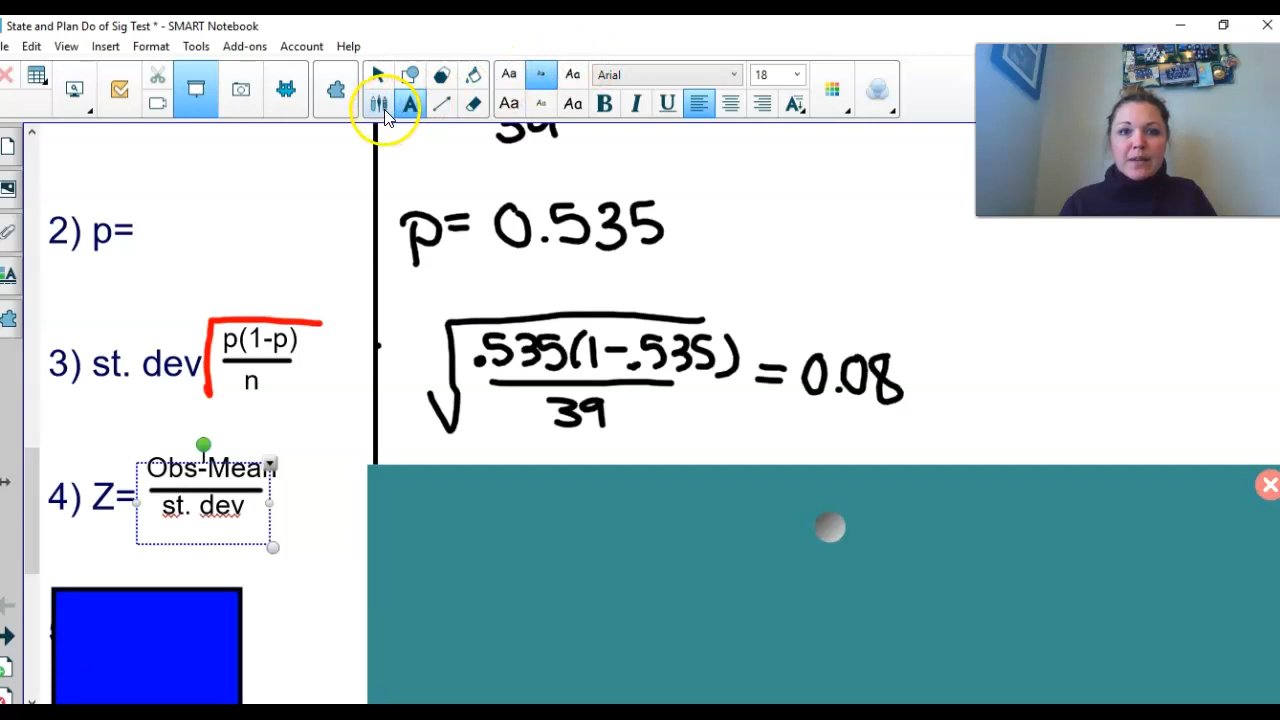 State and Plan Do of Sig Test * - SMART Notebook
Edit View Insert Format Tools Add-ons Account Help
Aa Aa Aa Arial 18
A Aa Aa Aa B I U
2) p=
p= 0.535
3) st. dev
p(1-p)
n
.535(1-.535)
39
= 0.08
4) Z=
Obs-Mean
st. dev